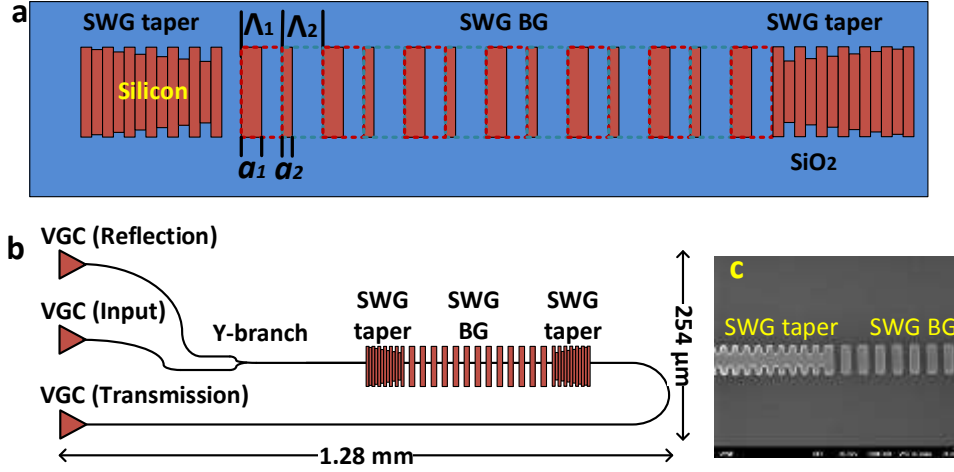 a
SWG taper
Λ1
Λ2
SWG BG
SWG taper
Silicon
a1
a2
SiO2
b
VGC (Reflection)
VGC (Input)
Y-branch
SWG
taper
SWG
BG
SWG
taper
VGC (Transmission)
254 μm
1.28 mm
c
SWG taper
SWG BG